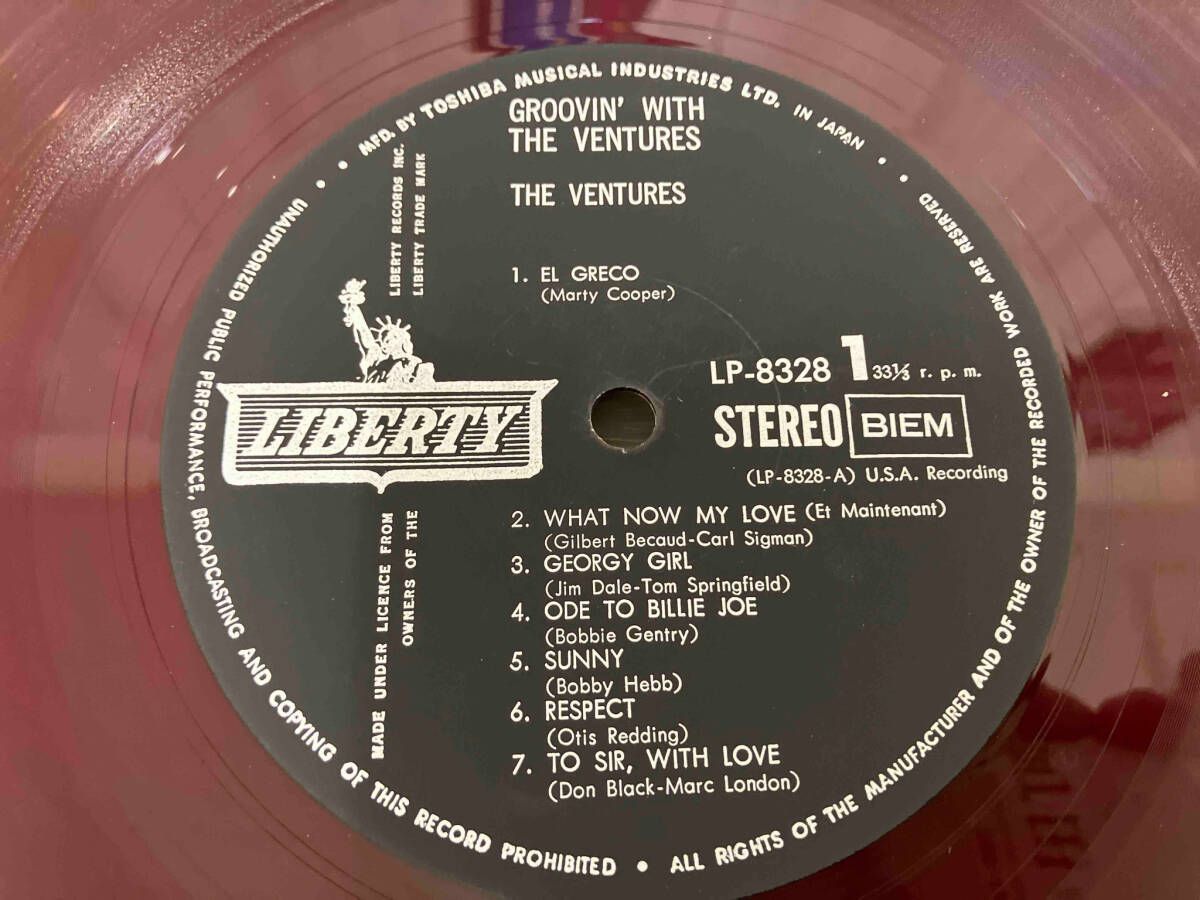 MFD. BY TOSHIBA MUSICAL INDUSTRIES LTD. IN JAPAN
GROOVIN' WITH
THE VENTURES
THE VENTURES
LIBERTY RECORDS INC.
LIBERTY TRADE MARK
1. EL GRECO
(Marty Cooper)
LIBERTY
LP-8328 1 33⅓ r. p. m.
STEREO BIEM
(LP-8328-A) U.S.A. Recording
MADE UNDER LICENCE FROM
OWNERS OF THE
2. WHAT NOW MY LOVE (Et Maintenant)
(Gilbert Becaud-Carl Sigman)
3. GEORGY GIRL
(Jim Dale-Tom Springfield)
4. ODE TO BILLIE JOE
(Bobbie Gentry)
5. SUNNY
(Bobby Hebb)
6. RESPECT
(Otis Redding)
7. TO SIR, WITH LOVE
(Don Black-Marc London)
UNAUTHORIZED PUBLIC PERFORMANCE, BROADCASTING AND COPYING OF THIS RECORD PROHIBITED • ALL RIGHTS OF THE MANUFACTURER AND OF THE OWNER OF THE RECORDED WORK ARE RESERVED